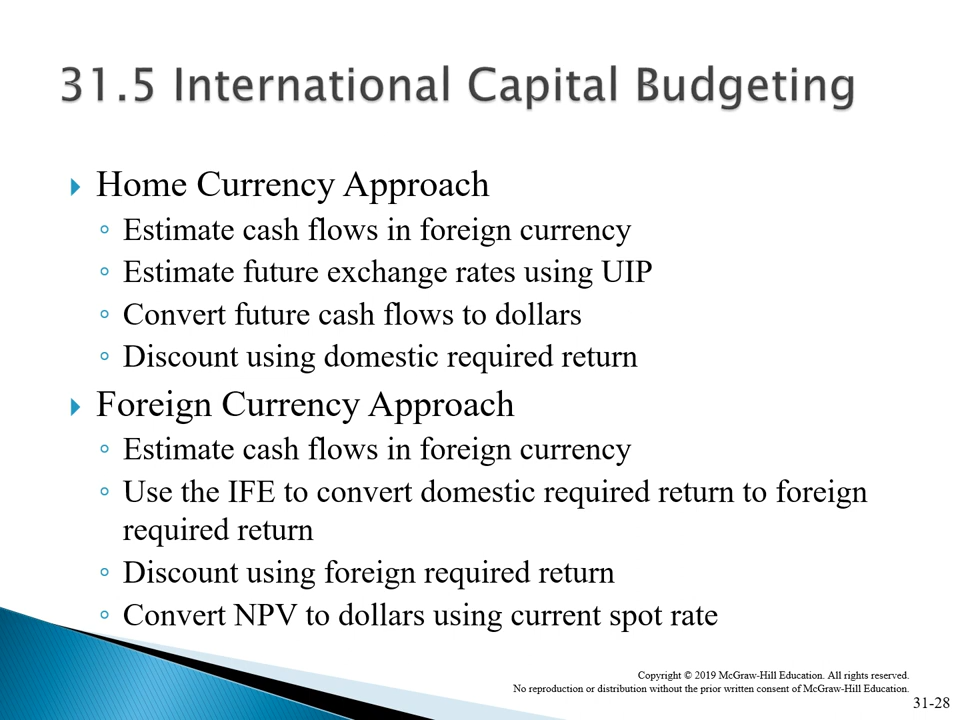 31.5 International Capital Budgeting
Home Currency Approach
Estimate cash flows in foreign currency
Estimate future exchange rates using UIP
Convert future cash flows to dollars
Discount using domestic required return
Foreign Currency Approach
Estimate cash flows in foreign currency
Use the IFE to convert domestic required return to foreign
required return
Discount using foreign required return
Convert NPV to dollars using current spot rate
Copyright © 2019 McGraw-Hill Education. All rights reserved.
No reproduction or distribution without the prior written consent of McGraw-Hill Education.
31-28